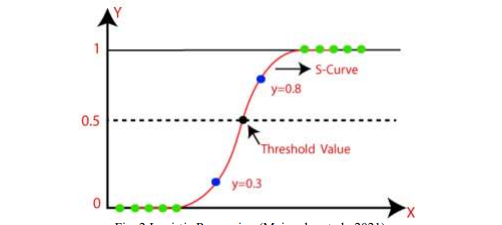 Y
1
S-Curve
y=0.8
0.5
Threshold Value
y=0.3
0
X